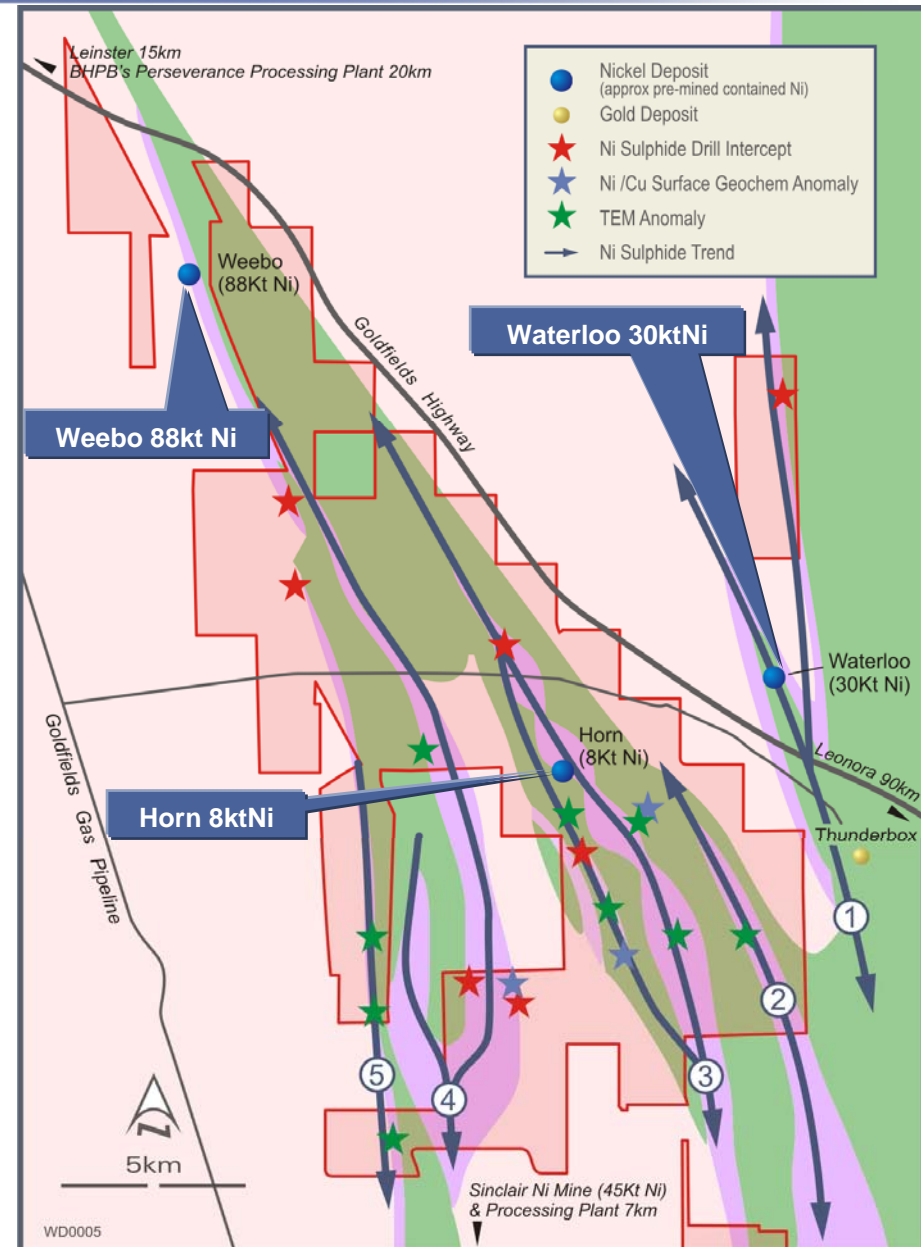 Leinster 15km
BHPB's Perseverance Processing Plant 20km
Nickel Deposit
(approx pre-mined contained Ni)
Gold Deposit
Ni Sulphide Drill Intercept
Ni /Cu Surface Geochem Anomaly
TEM Anomaly
Ni Sulphide Trend
Weebo
(88Kt Ni)
Goldfields Highway
Waterloo 30ktNi
Weebo 88kt Ni
Waterloo
(30Kt Ni)
Goldfields Gas Pipeline
Horn
(8Kt Ni)
Leonora 90km
Horn 8ktNi
Thunderbox
1
2
3
4
5
N
5km
Sinclair Ni Mine (45Kt Ni)
& Processing Plant 7km
WD0005